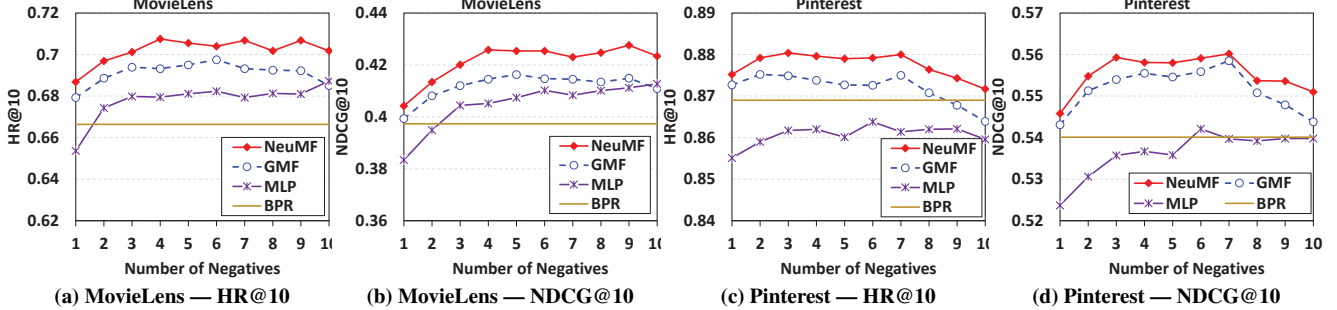 MovieLens
0.72
0.7
0.68
0.66
0.64
0.62
HR@10
NeuMF
GMF
MLP
BPR
1 2 3 4 5 6 7 8 9 10
Number of Negatives
(a) MovieLens — HR@10
MovieLens
0.44
0.42
0.4
0.38
0.36
NDCG@10
NeuMF
GMF
MLP
BPR
1 2 3 4 5 6 7 8 9 10
Number of Negatives
(b) MovieLens — NDCG@10
Pinterest
0.89
0.88
0.87
0.86
0.85
0.84
HR@10
NeuMF
GMF
MLP
BPR
1 2 3 4 5 6 7 8 9 10
Number of Negatives
(c) Pinterest — HR@10
Pinterest
0.57
0.56
0.55
0.54
0.53
0.52
NDCG@10
NeuMF GMF
MLP BPR
1 2 3 4 5 6 7 8 9 10
Number of Negatives
(d) Pinterest — NDCG@10